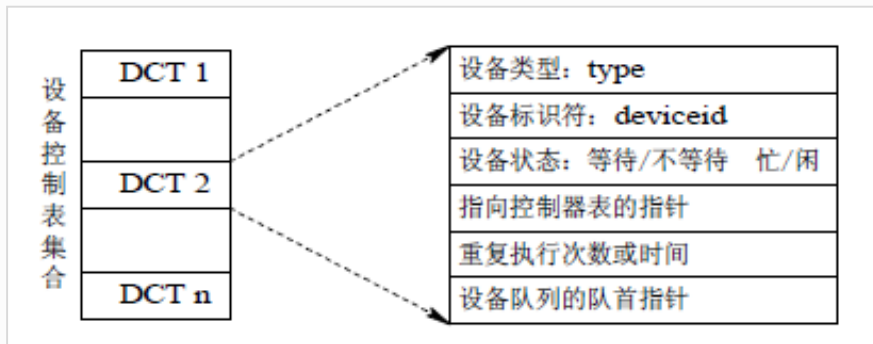 设备控制表集合
DCT 1
DCT 2
DCT n
设备类型：type
设备标识符：deviceid
设备状态：等待/不等待 忙/闲
指向控制器表的指针
重复执行次数或时间
设备队列的队首指针